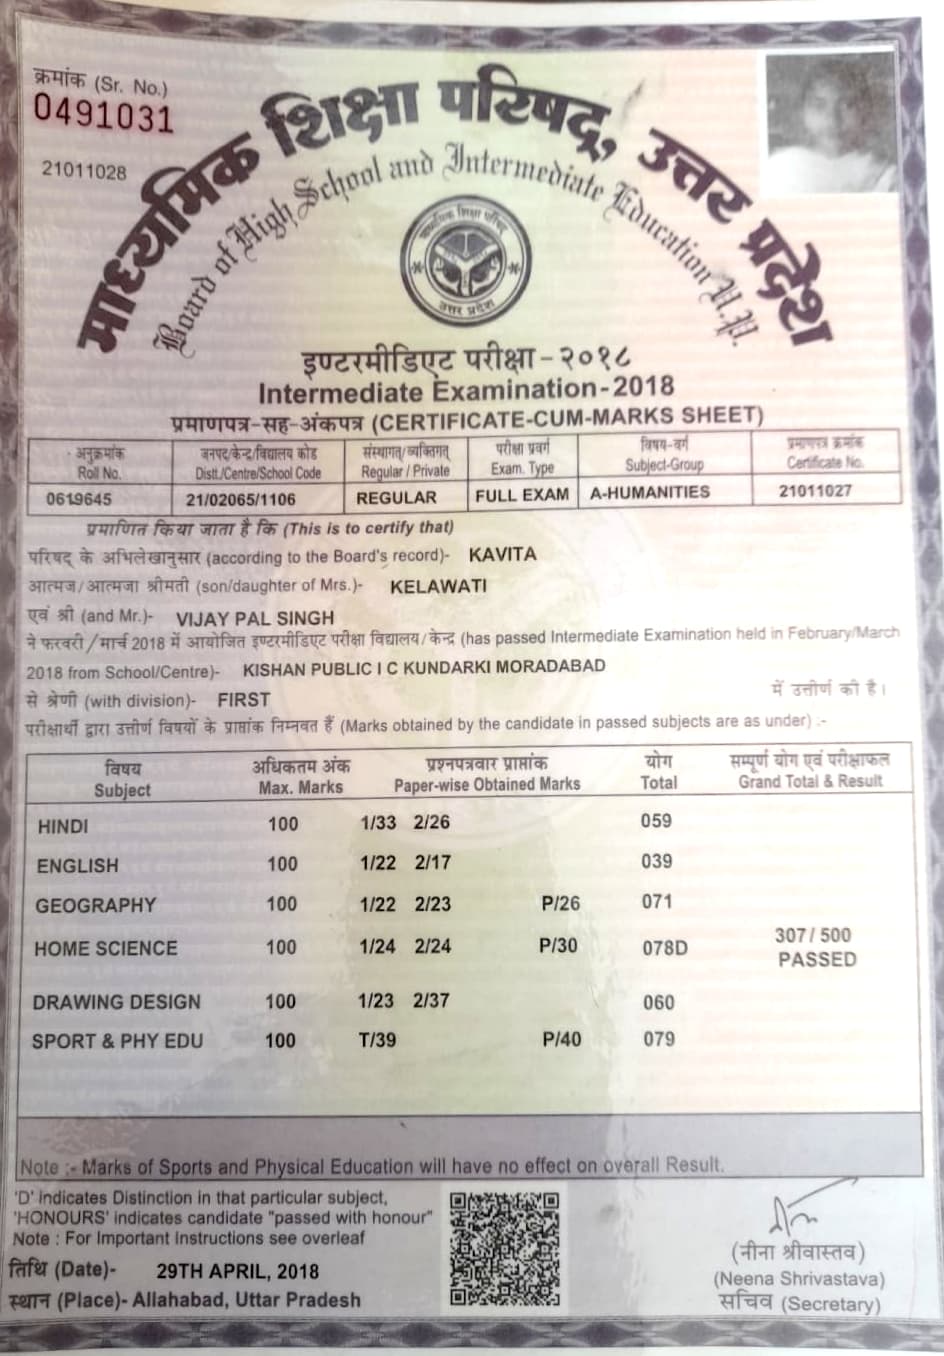 क्रमांक (Sr. No.)
0491031
21011028
माध्यमिक शिक्षा परिषद्, उत्तर प्रदेश
Board of High School and Intermediate Education U.P.
माध्यमिक शिक्षा परिषद
उत्तर प्रदेश
इण्टरमीडिएट परीक्षा - २०१८
Intermediate Examination-2018
प्रमाणपत्र-सह-अंकपत्र (CERTIFICATE-CUM-MARKS SHEET)
अनुक्रमांक जनपद/केन्द्र/विद्यालय कोड संस्थागत/व्यक्तिगत परीक्षा प्रवर्ग विषय-वर्ग प्रमाणपत्र क्रमांक
Roll No. Distt./Centre/School Code Regular / Private Exam. Type Subject-Group Certificate No.
0619645 21/02065/1106 REGULAR FULL EXAM A-HUMANITIES 21011027
प्रमाणित किया जाता है कि (This is to certify that)
परिषद के अभिलेखानुसार (according to the Board's record)- KAVITA
आत्मज/आत्मजा श्रीमती (son/daughter of Mrs.)- KELAWATI
एवं श्री (and Mr.)- VIJAY PAL SINGH
ने फरवरी/मार्च 2018 में आयोजित इण्टरमीडिएट परीक्षा विद्यालय/केन्द्र (has passed Intermediate Examination held in February/March
2018 from School/Centre)- KISHAN PUBLIC I C KUNDARKI MORADABAD
से श्रेणी (with division)- FIRST में उत्तीर्ण की है।
परीक्षार्थी द्वारा उत्तीर्ण विषयों के प्राप्तांक निम्नवत हैं (Marks obtained by the candidate in passed subjects are as under) :-
विषय अधिकतम अंक प्रश्नपत्रवार प्राप्तांक योग सम्पूर्ण योग एवं परीक्षाफल
Subject Max. Marks Paper-wise Obtained Marks Total Grand Total & Result
HINDI 100 1/33 2/26 059
ENGLISH 100 1/22 2/17 039
GEOGRAPHY 100 1/22 2/23 P/26 071
HOME SCIENCE 100 1/24 2/24 P/30 078D 307/ 500
PASSED
DRAWING DESIGN 100 1/23 2/37 060
SPORT & PHY EDU 100 T/39 P/40 079
Note :- Marks of Sports and Physical Education will have no effect on overall Result.
'D' indicates Distinction in that particular subject,
'HONOURS' indicates candidate "passed with honour"
Note : For Important Instructions see overleaf
तिथि (Date)- 29TH APRIL, 2018
स्थान (Place)- Allahabad, Uttar Pradesh
(नीना श्रीवास्तव)
(Neena Shrivastava)
सचिव (Secretary)